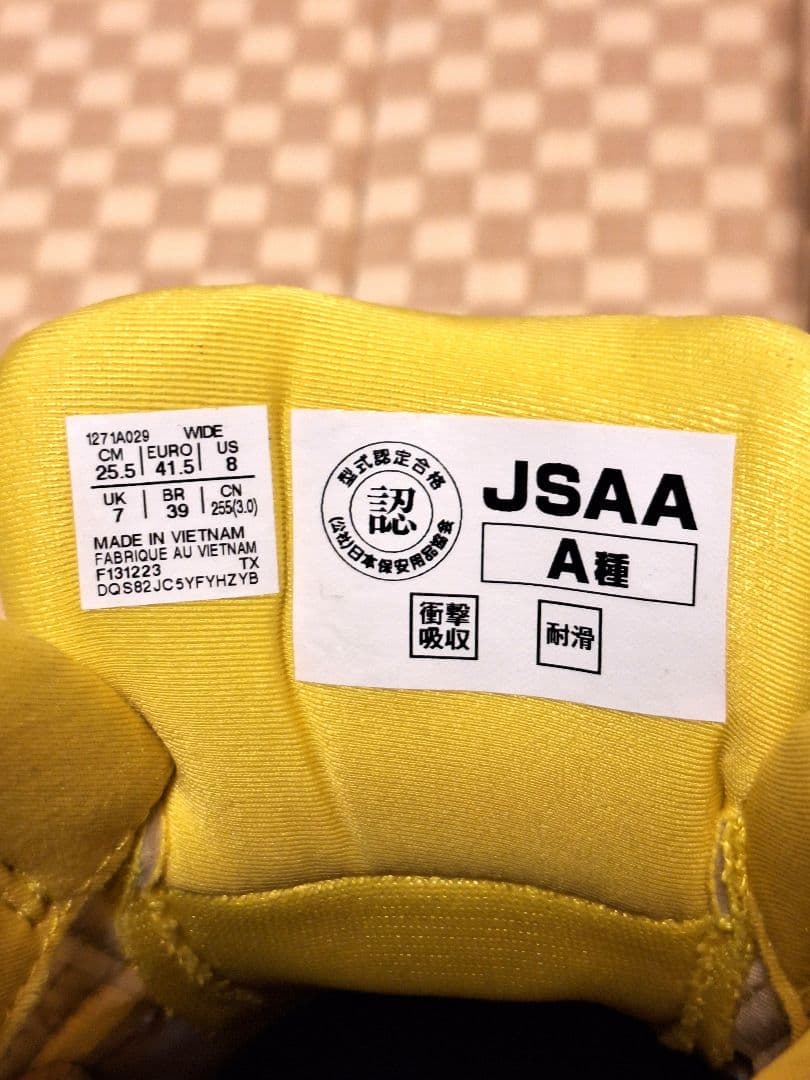 1271A029 WIDE
CM EURO US
25.5 41.5 8
UK BR CN
7 39 255(3.0)
MADE IN VIETNAM
FABRIQUE AU VIETNAM
F131223 TX
DQS82JC5YFYHZYB
型式認定合格
認
(公社)日本保安用品協会
JSAA
A種
衝撃
吸収
耐滑